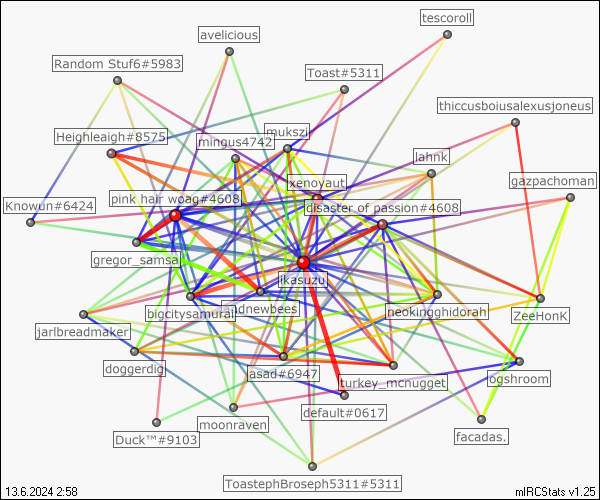 tescoroll
avelicious
Random Stuf6#5983
Toast#5311
thiccusboiusalexusjoneus
Heighleaigh#8575
mukszi
mingus4742
lahnk
xenoyaut
gazpachoman
pink hair woag#4608
disaster of passion#4608
Knowun#6424
gregor_samsa
ikasuzu
bigcitysamurai
dnewbees
neokingghidorah
ZeeHonK
jarlbreadmaker
doggerdig
asad#6947
turkey_mcnugget
ogshroom
default#0617
moonraven
Duck™#9103
facadas.
ToastephBroseph5311#5311
13.6.2024 2:58
mIRCStats v1.25